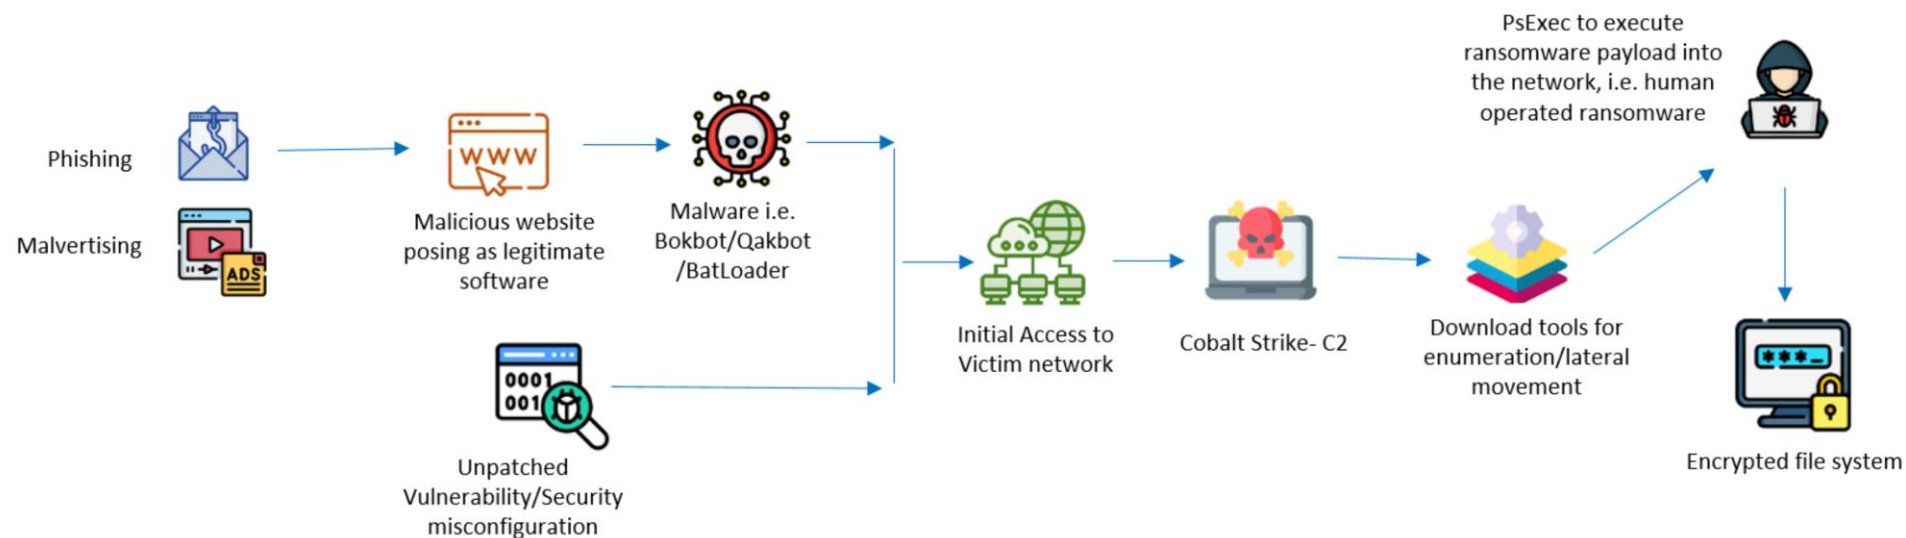 Phishing
Malvertising
ADS
WWW
Malicious website
posing as legitimate
software
Malware i.e.
Bokbot/Qakbot
/BatLoader
0001
001
Unpatched
Vulnerability/Security
misconfiguration
Initial Access to
Victim network
Cobalt Strike- C2
Download tools for
enumeration/lateral
movement
PsExec to execute
ransomware payload into
the network, i.e. human
operated ransomware
***_
Encrypted file system